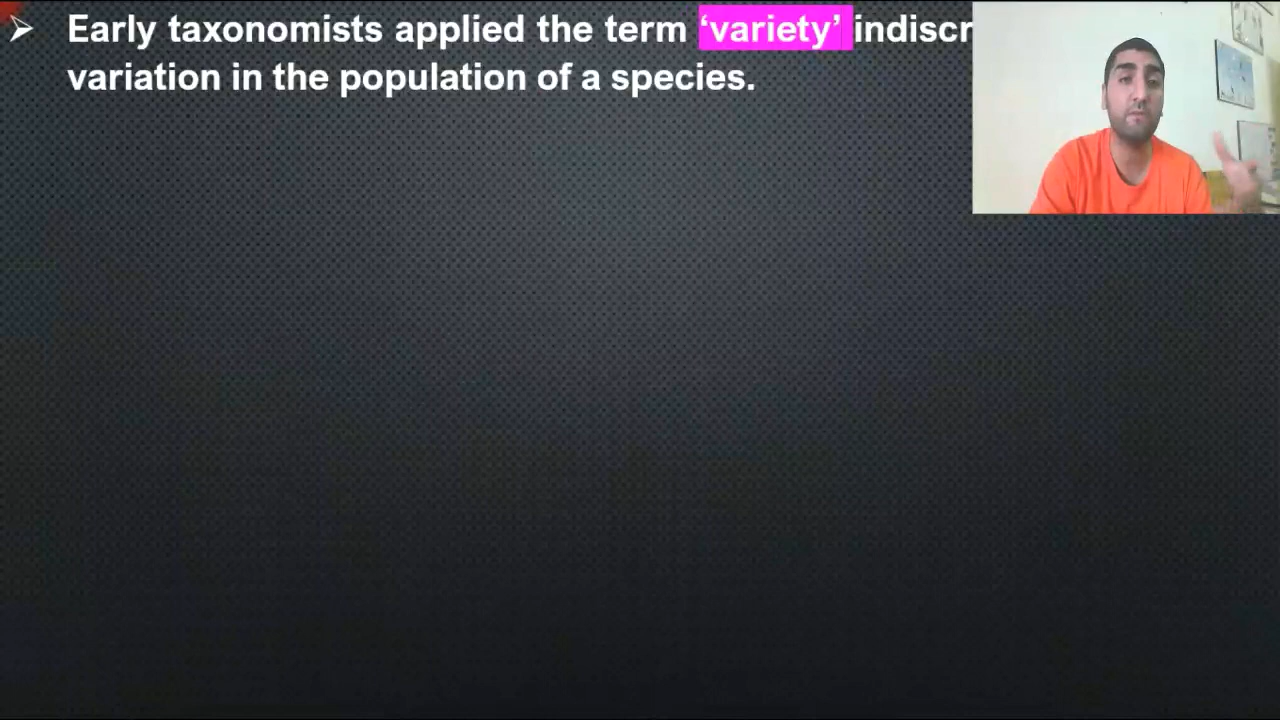 ➢ Early taxonomists applied the term ‘variety’ indiscr
variation in the population of a species.